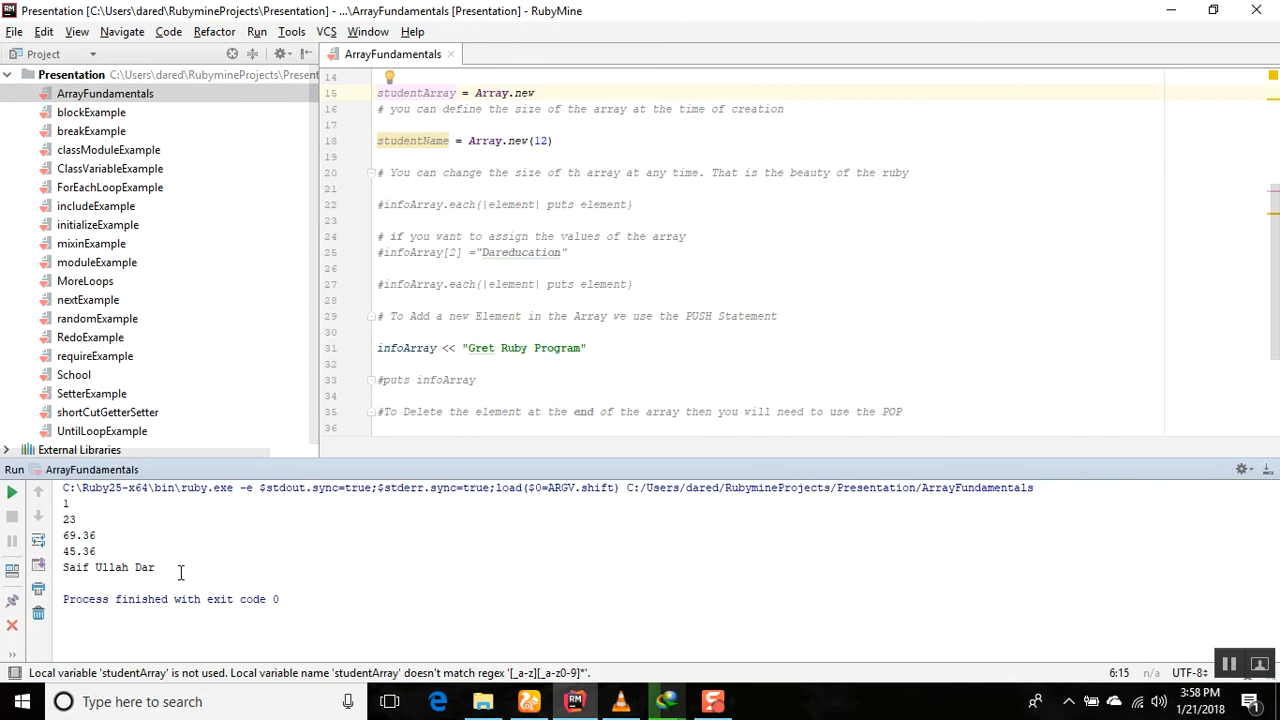 Presentation [C:\Users\dared\RubymineProjects\Presentation] - ...\ArrayFundamentals [Presentation] - RubyMine
File Edit View Navigate Code Refactor Run Tools VCS Window Help
Project
ArrayFundamentals
Presentation C:\Users\dared\RubymineProjects\Present
ArrayFundamentals
blockExample
breakExample
classModuleExample
ClassVariableExample
ForEachLoopExample
includeExample
initializeExample
mixinExample
moduleExample
MoreLoops
nextExample
randomExample
RedoExample
requireExample
School
SetterExample
shortCutGetterSetter
UntilLoopExample
External Libraries
14
15 studentArray = Array.new
16 # you can define the size of the array at the time of creation
17
18 studentName = Array.new(12)
19
20 # You can change the size of th array at any time. That is the beauty of the ruby
21
22 #infoArray.each{|element| puts element}
23
24 # if you want to assign the values of the array
25 #infoArray[2] ="Dareducation"
26
27 #infoArray.each{|element| puts element}
28
29 # To Add a new Element in the Array we use the PUSH Statement
30
31 infoArray << "Gret Ruby Program"
32
33 #puts infoArray
34
35 #To Delete the element at the end of the array then you will need to use the POP
36
Run ArrayFundamentals
C:\Ruby25-x64\bin\ruby.exe -e $stdout.sync=true;$stderr.sync=true;load($0=ARGV.shift) C:/Users/dared/RubymineProjects/Presentation/ArrayFundamentals
1
23
69.36
45.36
Saif Ullah Dar
Process finished with exit code 0
Local variable 'studentArray' is not used. Local variable name 'studentArray' doesn't match regex '[_a-z][_a-z0-9]*'.
6:15 n/a UTF-8
Type here to search
3:58 PM
1/21/2018